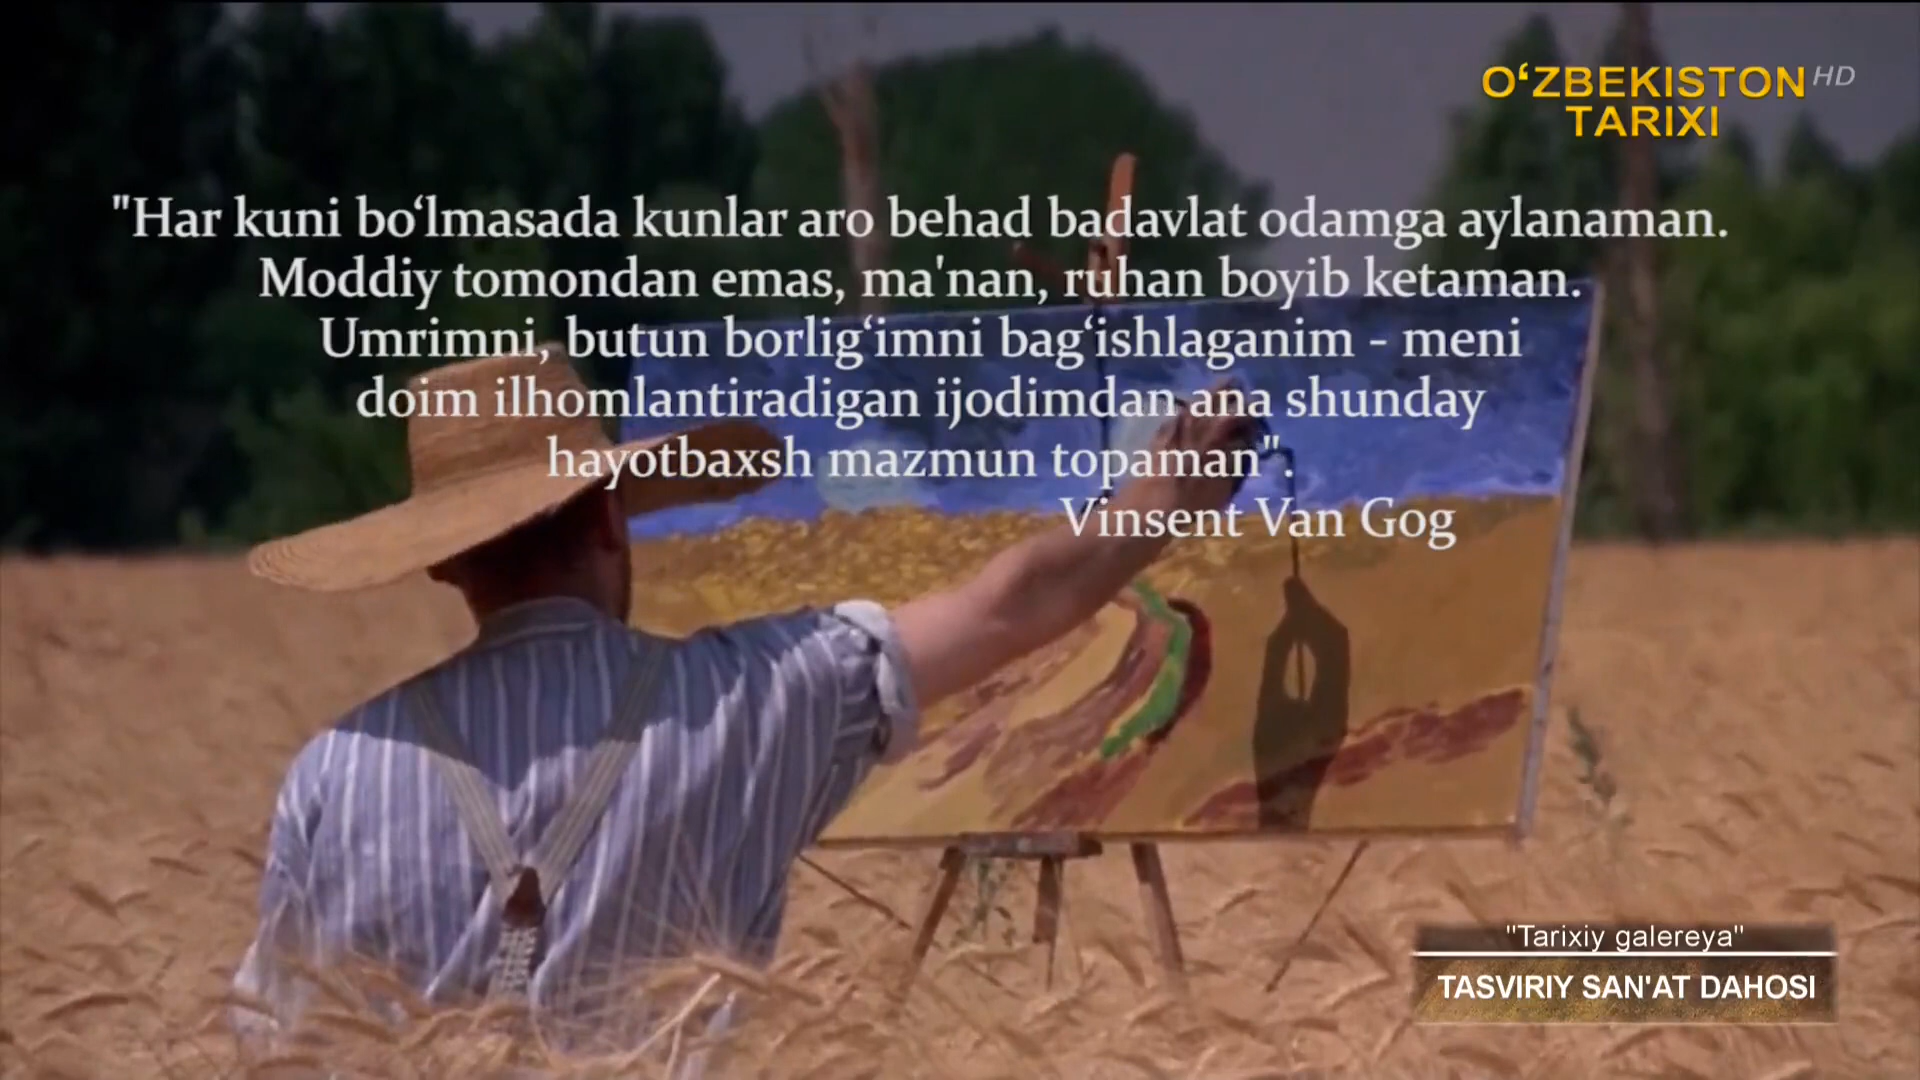 O‘ZBEKISTON HD
TARIXI
"Har kuni bo‘lmasada kunlar aro behad badavlat odamga aylanaman.
Moddiy tomondan emas, ma'nan, ruhan boyib ketaman.
Umrimni, butun borlig‘imni bag‘ishlaganim - meni
doim ilhomlantiradigan ijodimdan ana shunday
hayotbaxsh mazmun topaman".
Vinsent Van Gog
"Tarixiy galereya"
TASVIRIY SAN'AT DAHOSI